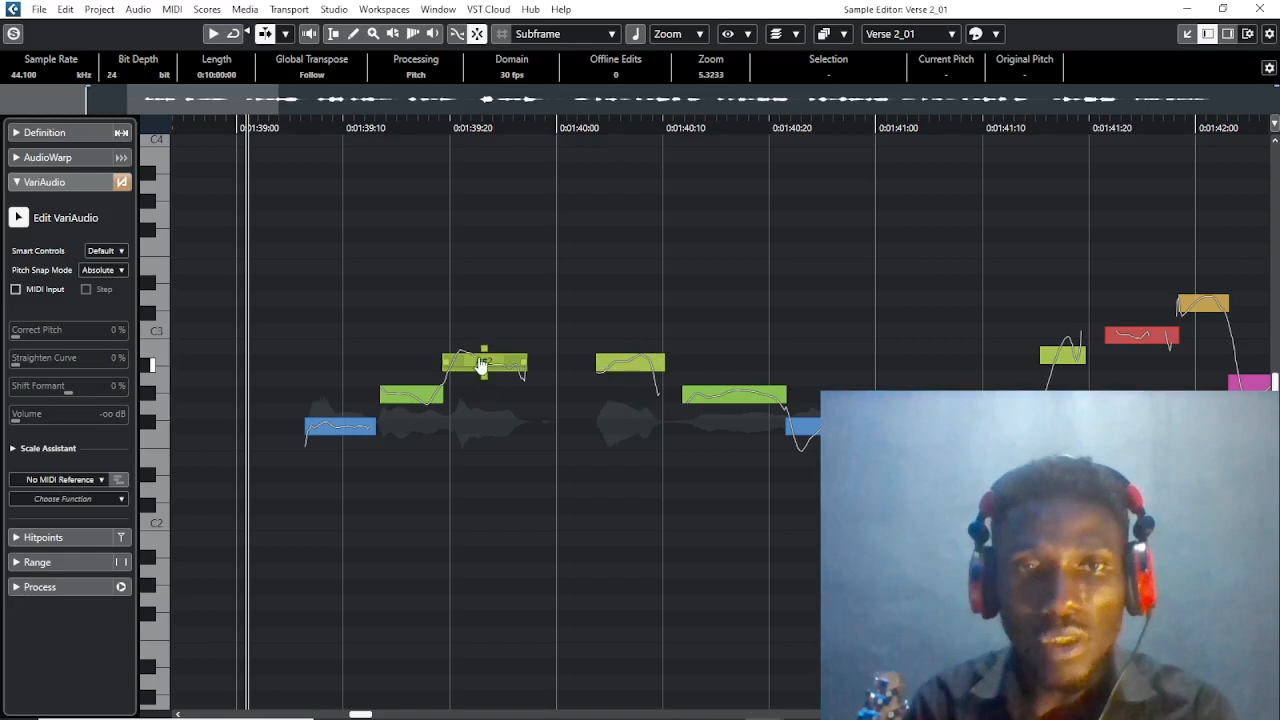 File Edit Project Audio MIDI Scores Media Transport Studio Workspaces Window VST Cloud Hub Help
Sample Editor: Verse 2_01
Subframe Zoom Verse 2_01
Sample Rate Bit Depth Length Global Transpose Processing Domain Offline Edits Zoom Selection Current Pitch Original Pitch
44.100 kHz 24 bit 0:10:00:00 Follow Pitch 30 fps 0 5.3233 - - -
Definition
AudioWarp
VariAudio
Edit VariAudio
Smart Controls Default
Pitch Snap Mode Absolute
MIDI Input Step
Correct Pitch 0 %
Straighten Curve 0 %
Shift Formant 0 %
Volume -oo dB
Scale Assistant
No MIDI Reference
Choose Function
Hitpoints
Range
Process
0:01:39:00 0:01:39:10 0:01:39:20 0:01:40:00 0:01:40:10 0:01:40:20 0:01:41:00 0:01:41:10 0:01:41:20 0:01:42:00
C4
C3
C2